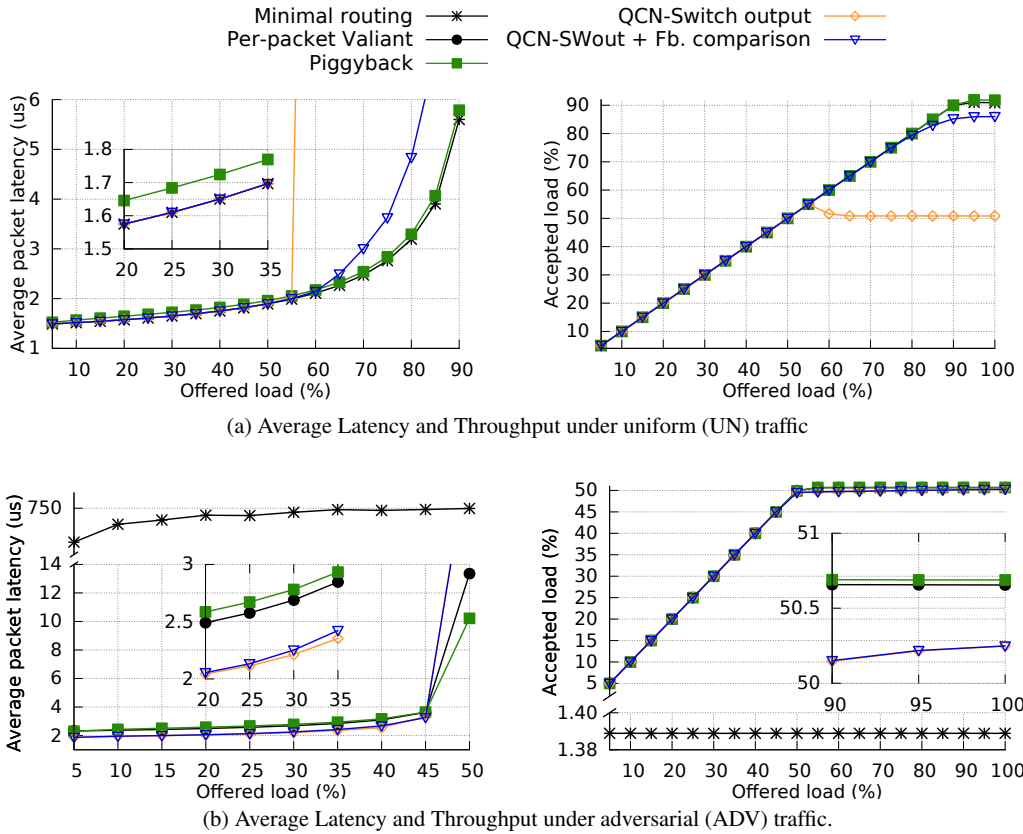 Minimal routing
Per-packet Valiant
Piggyback
QCN-Switch output
QCN-SWout + Fb. comparison
Average packet latency (us)
6
5
4
3
2
1
1.8
1.7
1.6
1.5
20 25 30 35
10 20 30 40 50 60 70 80 90
Offered load (%)
Accepted load (%)
90
80
70
60
50
40
30
20
10
10 20 30 40 50 60 70 80 90 100
Offered load (%)
(a) Average Latency and Throughput under uniform (UN) traffic
Average packet latency (us)
750
14
12
10
8
6
4
2
3
2.5
2
20 25 30 35
5 10 15 20 25 30 35 40 45 50
Offered load (%)
Accepted load (%)
50
45
40
35
30
25
20
15
10
5
1.40
1.38
51
50.5
50
90 95 100
10 20 30 40 50 60 70 80 90 100
Offered load (%)
(b) Average Latency and Throughput under adversarial (ADV) traffic.